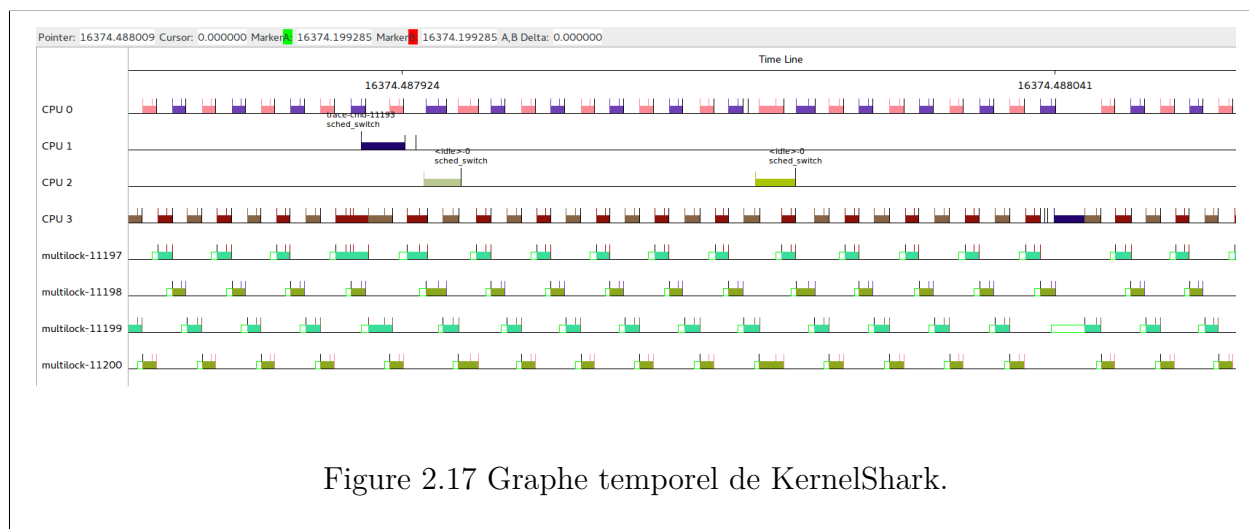 Pointer: 16374.488009 Cursor: 0.000000 MarkerA: 16374.199285 MarkerB: 16374.199285 A,B Delta: 0.000000
Time Line
16374.487924 16374.488041
CPU 0
trace-cmd-11193
sched_switch
CPU 1
<idle>-0 <idle>-0
sched_switch sched_switch
CPU 2
CPU 3
multilock-11197
multilock-11198
multilock-11199
multilock-11200
Figure 2.17 Graphe temporel de KernelShark.